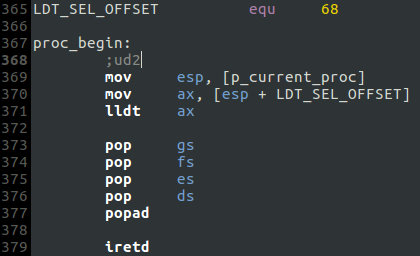 365 LDT_SEL_OFFSET equ 68
366
367 proc_begin:
368 ;ud2
369 mov esp, [p_current_proc]
370 mov ax, [esp + LDT_SEL_OFFSET]
371 lldt ax
372
373 pop gs
374 pop fs
375 pop es
376 pop ds
377 popad
378
379 iretd